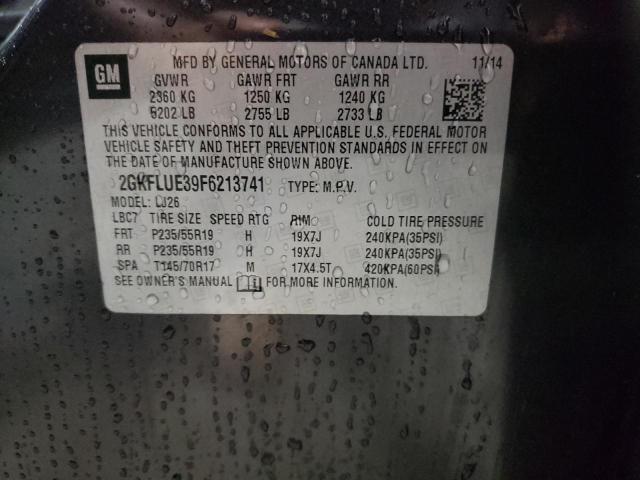 GM
MFD BY GENERAL MOTORS OF CANADA LTD. 11/14
GVWR GAWR FRT GAWR RR
2360 KG 1250 KG 1240 KG
5202 LB 2755 LB 2733 LB
THIS VEHICLE CONFORMS TO ALL APPLICABLE U.S. FEDERAL MOTOR
VEHICLE SAFETY AND THEFT PREVENTION STANDARDS IN EFFECT ON
THE DATE OF MANUFACTURE SHOWN ABOVE.
2GKFLUE39F6213741 TYPE: M.P.V.
MODEL: LJ26
LBC7 TIRE SIZE SPEED RTG RIM COLD TIRE PRESSURE
FRT P235/55R19 H 19X7J 240KPA(35PSI)
RR P235/55R19 H 19X7J 240KPA(35PSI)
SPA T145/70R17 M 17X4.5T 420KPA(60PSI)
SEE OWNER'S MANUAL FOR MORE INFORMATION.